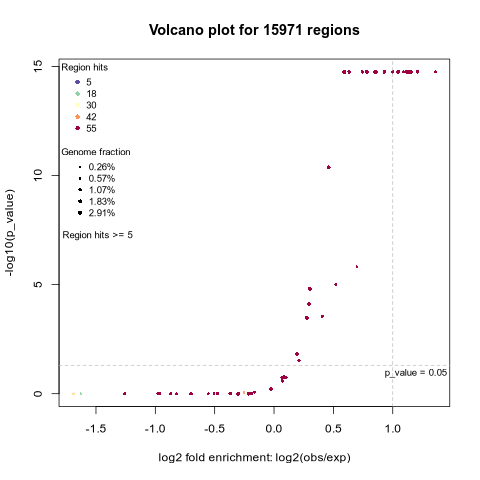 Volcano plot for 15971 regions
-log10(p_value)
15
10
5
0
Region hits
5
18
30
42
55
Genome fraction
0.26%
0.57%
1.07%
1.83%
2.91%
Region hits >= 5
p_value = 0.05
-1.5 -1.0 -0.5 0.0 0.5 1.0
log2 fold enrichment: log2(obs/exp)